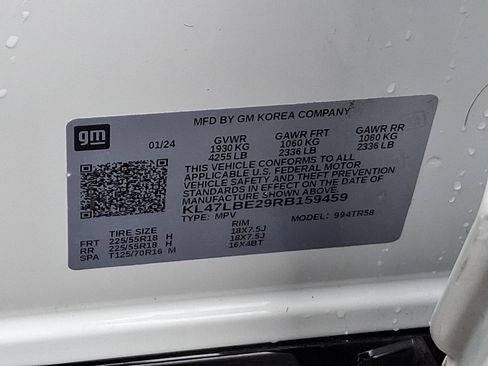 MFD BY GM KOREA COMPANY
gm 01/24 GVWR GAWR FRT GAWR RR
1930 KG 1060 KG 1060 KG
4255 LB 2336 LB 2336 LB
THIS VEHICLE CONFORMS TO ALL
APPLICABLE U.S. FEDERAL MOTOR
VEHICLE SAFETY AND THEFT PREVENTION
STANDARDS IN EFFECT ON THE DATE OF
MANUFACTURE SHOWN ABOVE
KL47LBE29RB159459
TYPE: MPV MODEL: 994TR58
TIRE SIZE RIM
FRT 225/55R18 H 18X7.5J
RR 225/55R18 H 18X7.5J
SPA T125/70R16 M 16X4BT